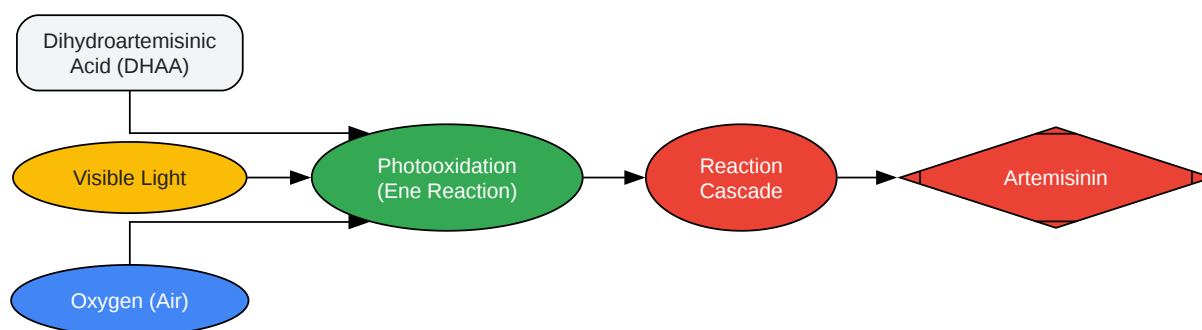 Dihydroartemisinic
Acid (DHAA)
Visible Light
Oxygen (Air)
Photooxidation
(Ene Reaction)
Reaction
Cascade
Artemisinin